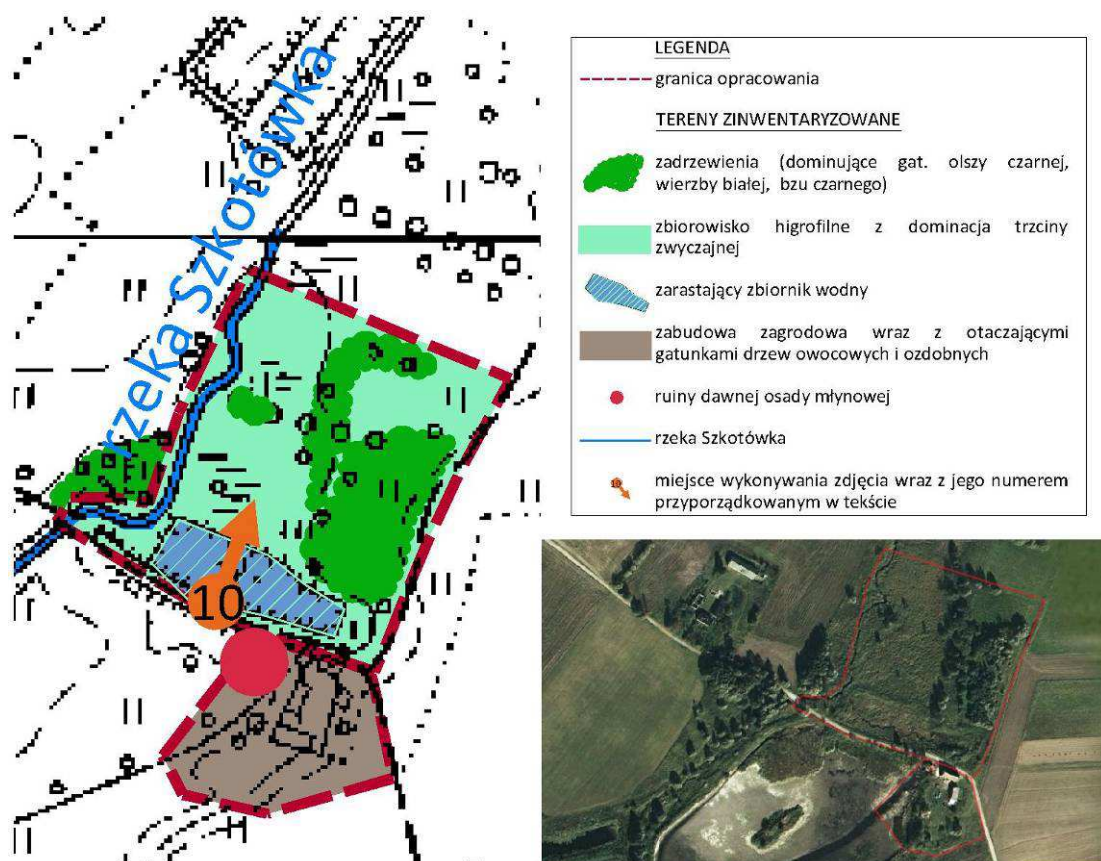 rzeka Szkotówka
10
LEGENDA
granica opracowania
TERENY ZINWENTARYZOWANE
zadrzewienia (dominujące gat. olszy czarnej,
wierzby białej, bzu czarnego)
zbiorowisko higrofilne z dominacja trzciny
zwyczajnej
zarastający zbiornik wodny
zabudowa zagrodowa wraz z otaczającymi
gatunkami drzew owocowych i ozdobnych
ruiny dawnej osady młynowej
rzeka Szkotówka
10
miejsce wykonywania zdjęcia wraz z jego numerem
przyporządkowanym w tekście